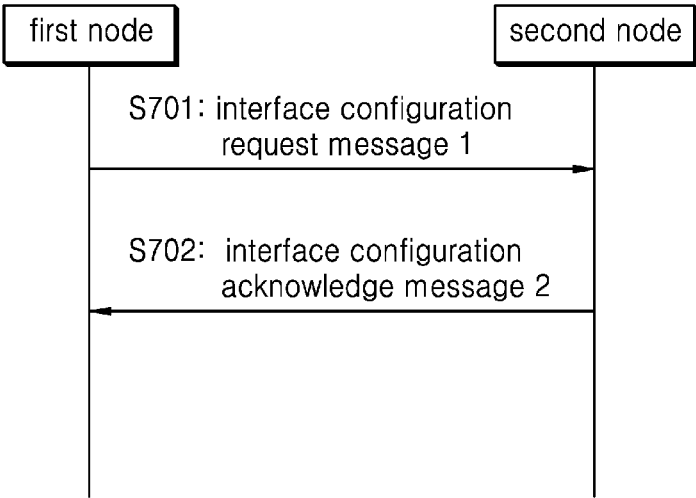 first node
second node
S701: interface configuration
request message 1
S702: interface configuration
acknowledge message 2